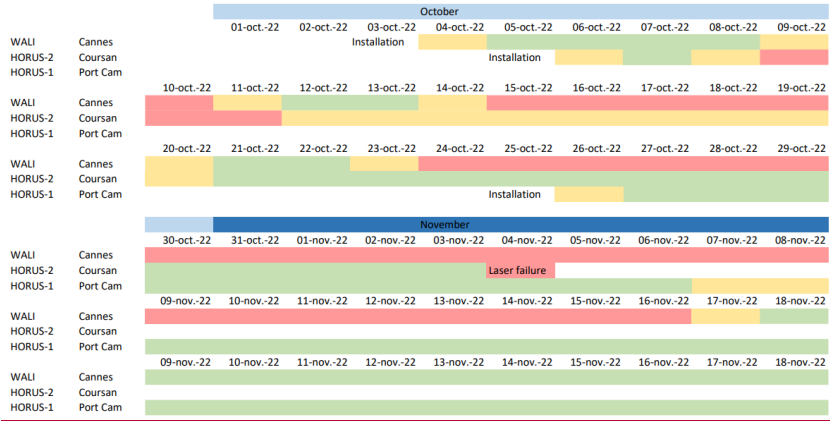 October
01-oct.-22 02-oct.-22 03-oct.-22 04-oct.-22 05-oct.-22 06-oct.-22 07-oct.-22 08-oct.-22 09-oct.-22
WALI Cannes Installation
HORUS-2 Coursan Installation
HORUS-1 Port Cam
10-oct.-22 11-oct.-22 12-oct.-22 13-oct.-22 14-oct.-22 15-oct.-22 16-oct.-22 17-oct.-22 18-oct.-22 19-oct.-22
WALI Cannes
HORUS-2 Coursan
HORUS-1 Port Cam
20-oct.-22 21-oct.-22 22-oct.-22 23-oct.-22 24-oct.-22 25-oct.-22 26-oct.-22 27-oct.-22 28-oct.-22 29-oct.-22
WALI Cannes
HORUS-2 Coursan
HORUS-1 Port Cam Installation
November
30-oct.-22 31-oct.-22 01-nov.-22 02-nov.-22 03-nov.-22 04-nov.-22 05-nov.-22 06-nov.-22 07-nov.-22 08-nov.-22
WALI Cannes
HORUS-2 Coursan Laser failure
HORUS-1 Port Cam
09-nov.-22 10-nov.-22 11-nov.-22 12-nov.-22 13-nov.-22 14-nov.-22 15-nov.-22 16-nov.-22 17-nov.-22 18-nov.-22
WALI Cannes
HORUS-2 Coursan
HORUS-1 Port Cam
09-nov.-22 10-nov.-22 11-nov.-22 12-nov.-22 13-nov.-22 14-nov.-22 15-nov.-22 16-nov.-22 17-nov.-22 18-nov.-22
WALI Cannes
HORUS-2 Coursan
HORUS-1 Port Cam